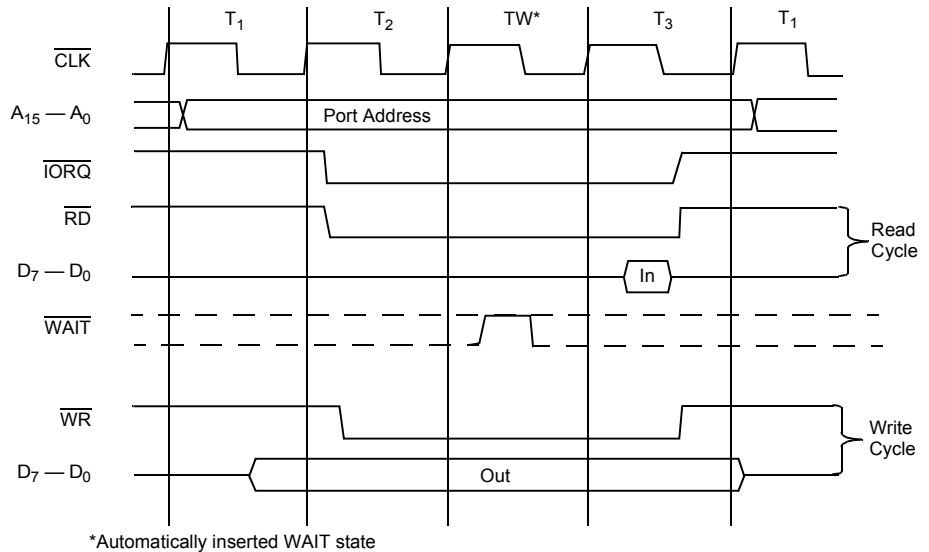 T1 T2 TW* T3 T1
CLK
A15 — A0 Port Address
IORQ
RD
Read
Cycle
D7 — D0 In
WAIT
WR
Write
Cycle
D7 — D0 Out
*Automatically inserted WAIT state